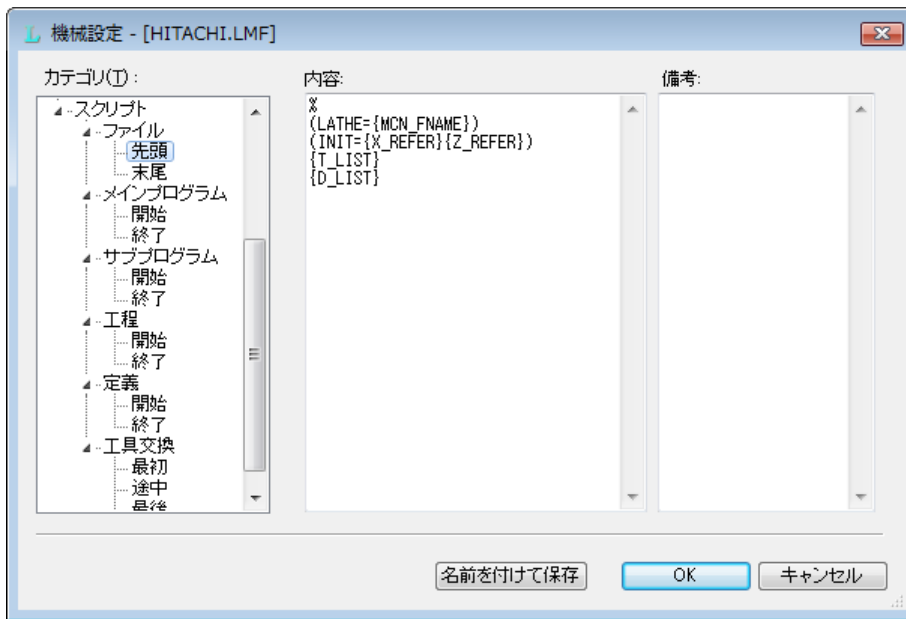 機械設定 - [HITACHI.LMF]
カテゴリ(T):
スクリプト
ファイル
先頭
末尾
メインプログラム
開始
終了
サブプログラム
開始
終了
工程
開始
終了
定義
開始
終了
工具交換
最初
途中
最後
内容:
%
(LATHE={MCN_FNAME})
(INIT={X_REFER}{Z_REFER})
{T_LIST}
{D_LIST}
備考:
名前を付けて保存
OK
キャンセル